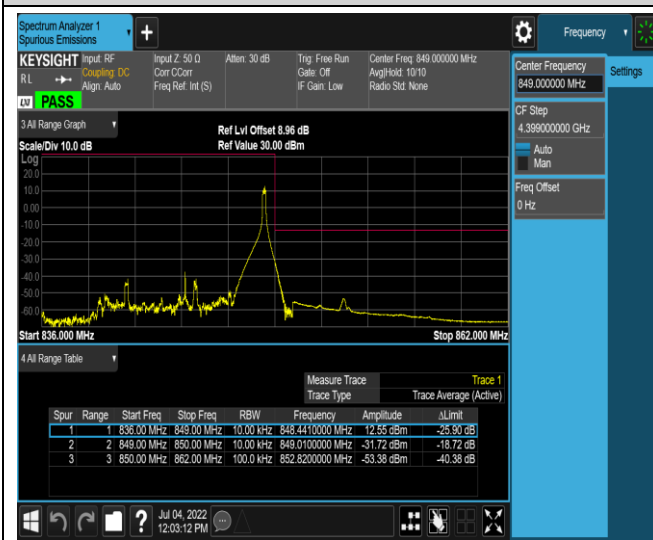 Spectrum Analyzer 1
Spurious Emissions
Frequency
KEYSIGHT Input: RF Input Z: 50 Ω Atten: 30 dB Trig: Free Run Center Freq: 849.000000 MHz
RL Coupling: DC Corr CCorr Gate: Off Avg|Hold: 10/10
Align: Auto Freq Ref: Int (S) IF Gain: Low Radio Std: None
LXI PASS
Center Frequency
849.000000 MHz
Settings
CF Step
4.399000000 GHz
Auto
Man
Freq Offset
0 Hz
3 All Range Graph
Ref Lvl Offset 8.96 dB
Scale/Div 10.0 dB Ref Value 30.00 dBm
Log
20.0
10.0
0.00
-10.0
-20.0
-30.0
-40.0
-50.0
-60.0
Start 836.000 MHz Stop 862.000 MHz
4 All Range Table
Measure Trace Trace 1
Trace Type Trace Average (Active)
Spur Range Start Freq Stop Freq RBW Frequency Amplitude ΔLimit
1 1 836.00 MHz 849.00 MHz 10.00 kHz 848.4410000 MHz 12.55 dBm -25.90 dB
2 2 849.00 MHz 850.00 MHz 10.00 kHz 849.0100000 MHz -31.72 dBm -18.72 dB
3 3 850.00 MHz 862.00 MHz 100.0 kHz 852.8200000 MHz -53.38 dBm -40.38 dB
Jul 04, 2022
12:03:12 PM